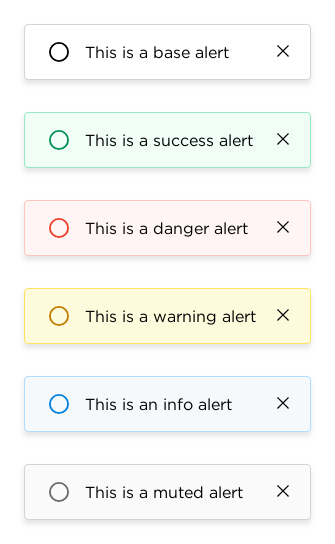 This is a base alert
This is a success alert
This is a danger alert
This is a warning alert
This is an info alert
This is a muted alert